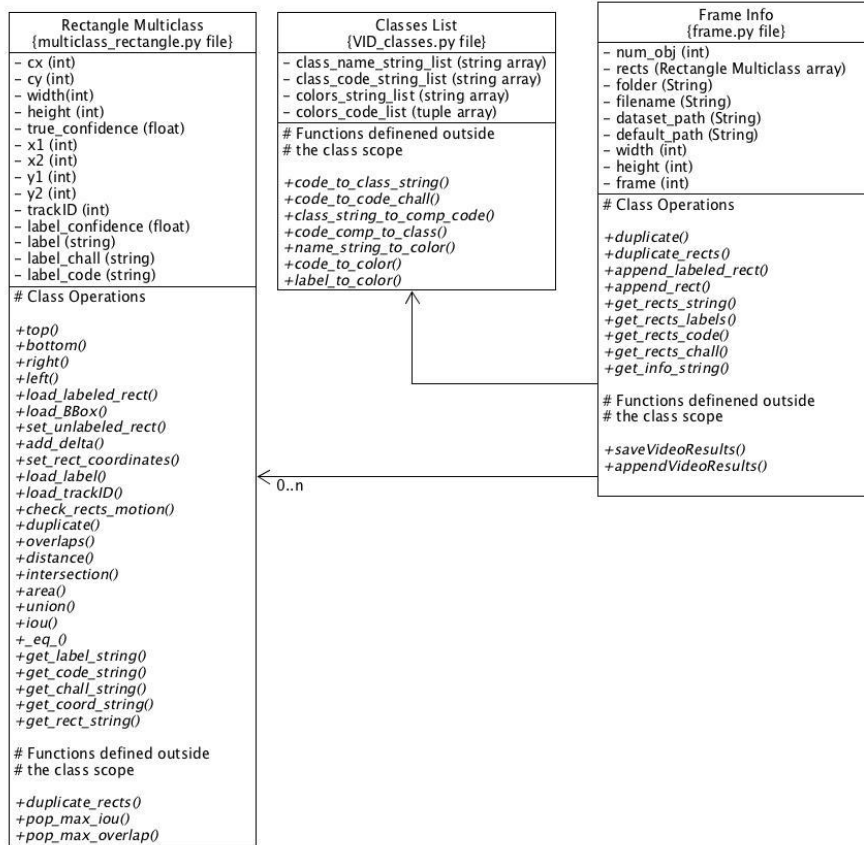 Rectangle Multiclass
{multiclass_rectangle.py file}
- cx (int)
- cy (int)
- width(int)
- height (int)
- true_confidence (float)
- x1 (int)
- x2 (int)
- y1 (int)
- y2 (int)
- trackID (int)
- label_confidence (float)
- label (string)
- label_chall (string)
- label_code (string)
# Class Operations
+top()
+bottom()
+right()
+left()
+load_labeled_rect()
+load_BBox()
+set_unlabeled_rect()
+add_delta()
+set_rect_coordinates()
+load_label()
+load_trackID()
+check_rects_motion()
+duplicate()
+overlaps()
+distance()
+intersection()
+area()
+union()
+iou()
+_eq_()
+get_label_string()
+get_code_string()
+get_chall_string()
+get_coord_string()
+get_rect_string()
# Functions defined outside
# the class scope
+duplicate_rects()
+pop_max_iou()
+pop_max_overlap()
Classes List
{VID_classes.py file}
- class_name_string_list (string array)
- class_code_string_list (string array)
- colors_string_list (string array)
- colors_code_list (tuple array)
# Functions definened outside
# the class scope
+code_to_class_string()
+code_to_code_chall()
+class_string_to_comp_code()
+code_comp_to_class()
+name_string_to_color()
+code_to_color()
+label_to_color()
Frame Info
{frame.py file}
- num_obj (int)
- rects (Rectangle Multiclass array)
- folder (String)
- filename (String)
- dataset_path (String)
- default_path (String)
- width (int)
- height (int)
- frame (int)
# Class Operations
+duplicate()
+duplicate_rects()
+append_labeled_rect()
+append_rect()
+get_rects_string()
+get_rects_labels()
+get_rects_code()
+get_rects_chall()
+get_info_string()
# Functions definened outside
# the class scope
+saveVideoResults()
+appendVideoResults()
0..n